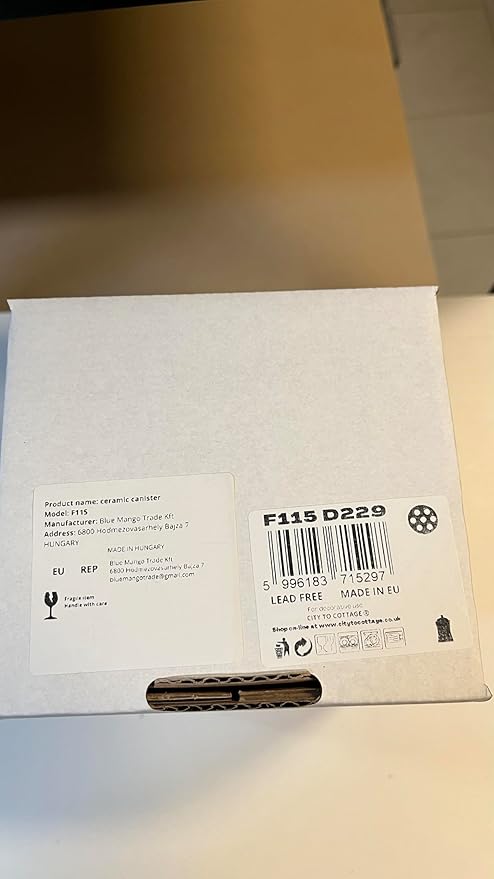 Product name: ceramic canister
Model: F115
Manufacturer: Blue Mango Trade Kft
Address: 6800 Hodmezovasarhely Bajza 7
HUNGARY
MADE IN HUNGARY
EU REP
Blue Mango Trade Kft
6800 Hodmezovasarhely Bajza 7
bluemangotrade@gmail.com
Fragile item
Handle with care
F115 D229
5 996183 715297
LEAD FREE MADE IN EU
For decorative use.
CITY TO COTTAGE ®
Shop on-line at www.citytocottage.co.uk